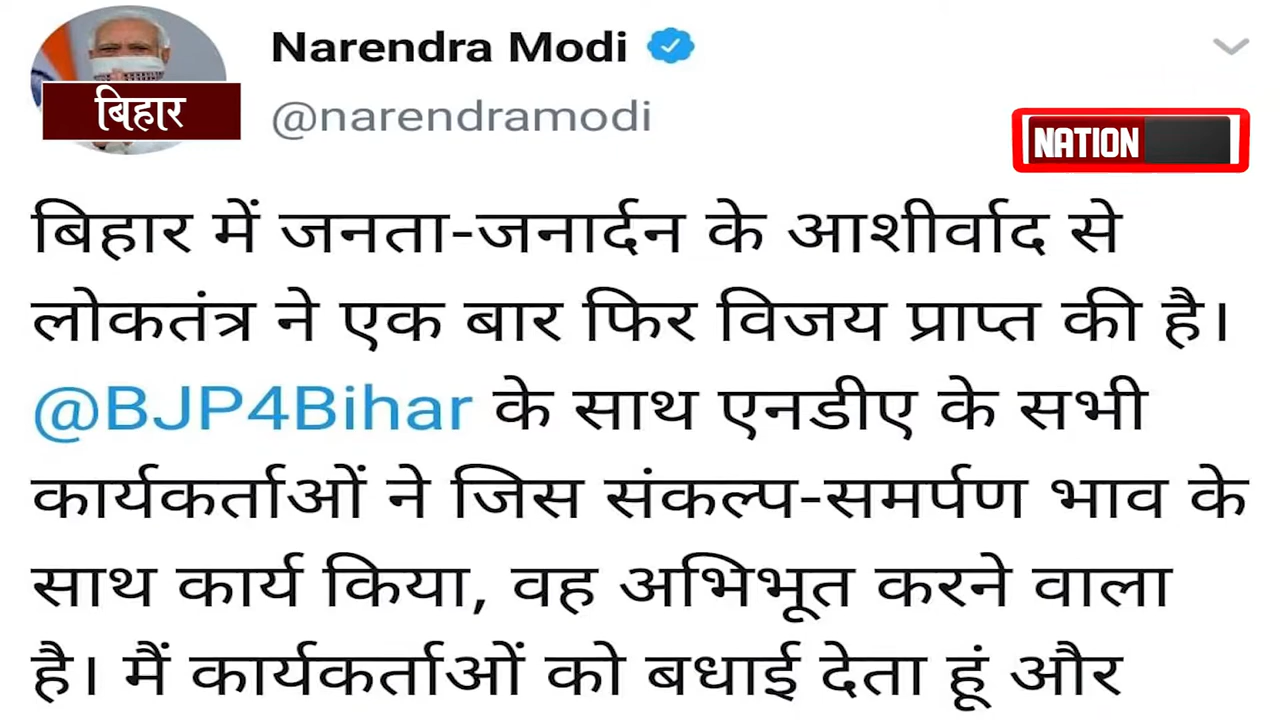 Narendra Modi
@narendramodi
बिहार
NATION
बिहार में जनता-जनार्दन के आशीर्वाद से
लोकतंत्र ने एक बार फिर विजय प्राप्त की है।
@BJP4Bihar के साथ एनडीए के सभी
कार्यकर्ताओं ने जिस संकल्प-समर्पण भाव के
साथ कार्य किया, वह अभिभूत करने वाला
है। मैं कार्यकर्ताओं को बधाई देता हूं और